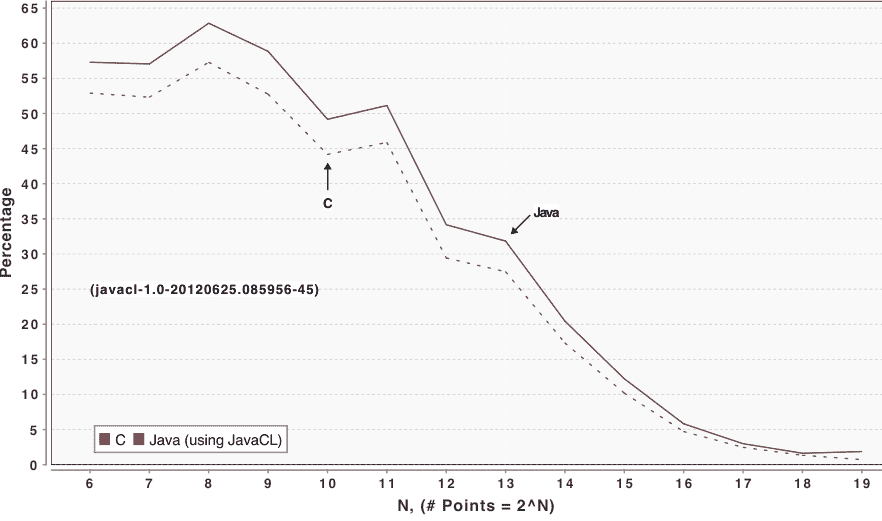 65
60
55
50
45
40
35
30
25
20
15
10
5
0
Percentage
C
Java
(javacl-1.0-20120625.085956-45)
C Java (using JavaCL)
6 7 8 9 10 11 12 13 14 15 16 17 18 19
N, (# Points = 2^N)